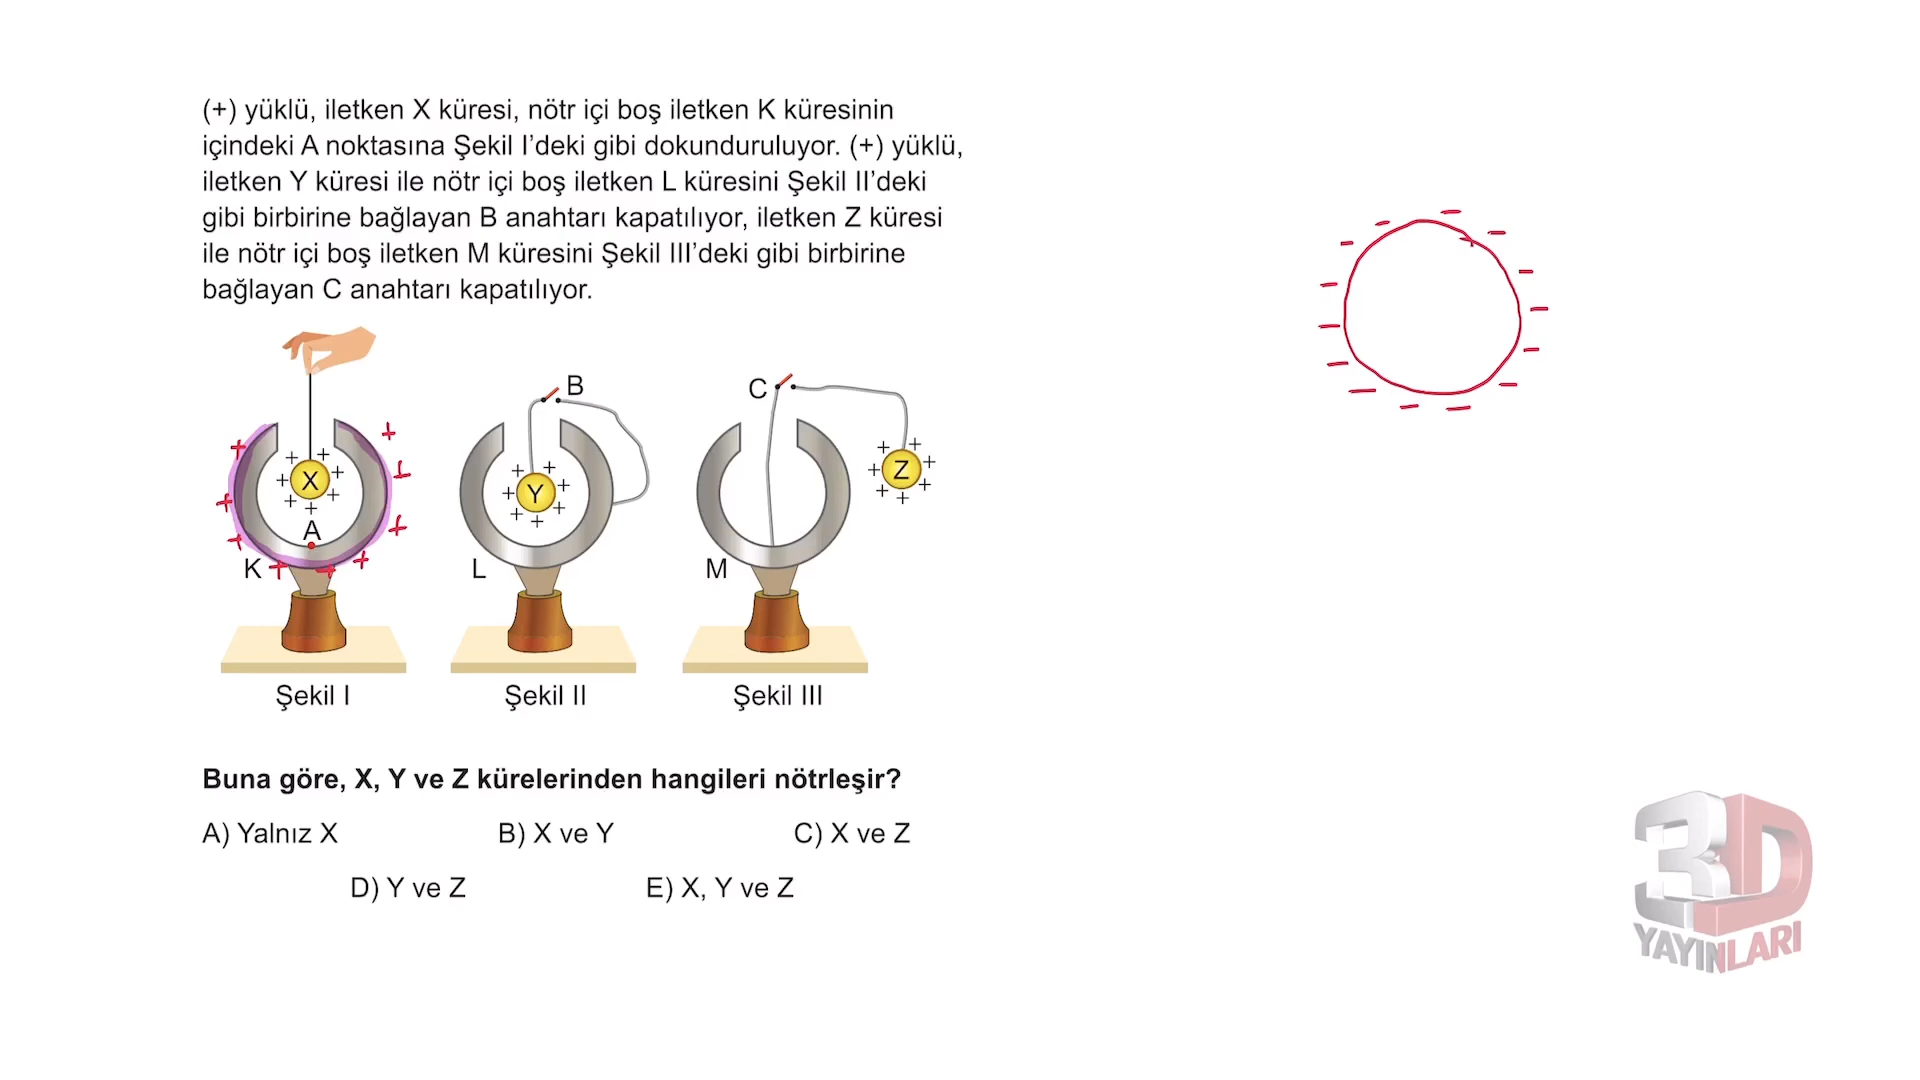 (+) yüklü, iletken X küresi, nötr içi boş iletken K küresinin
içindeki A noktasına Şekil I’deki gibi dokunduruluyor. (+) yüklü,
iletken Y küresi ile nötr içi boş iletken L küresini Şekil II’deki
gibi birbirine bağlayan B anahtarı kapatılıyor, iletken Z küresi
ile nötr içi boş iletken M küresini Şekil III’deki gibi birbirine
bağlayan C anahtarı kapatılıyor.
X
A
K
Şekil I
B
Y
L
Şekil II
C
Z
M
Şekil III
Buna göre, X, Y ve Z kürelerinden hangileri nötrleşir?
A) Yalnız X
B) X ve Y
C) X ve Z
D) Y ve Z
E) X, Y ve Z
3D
YAYINLARI